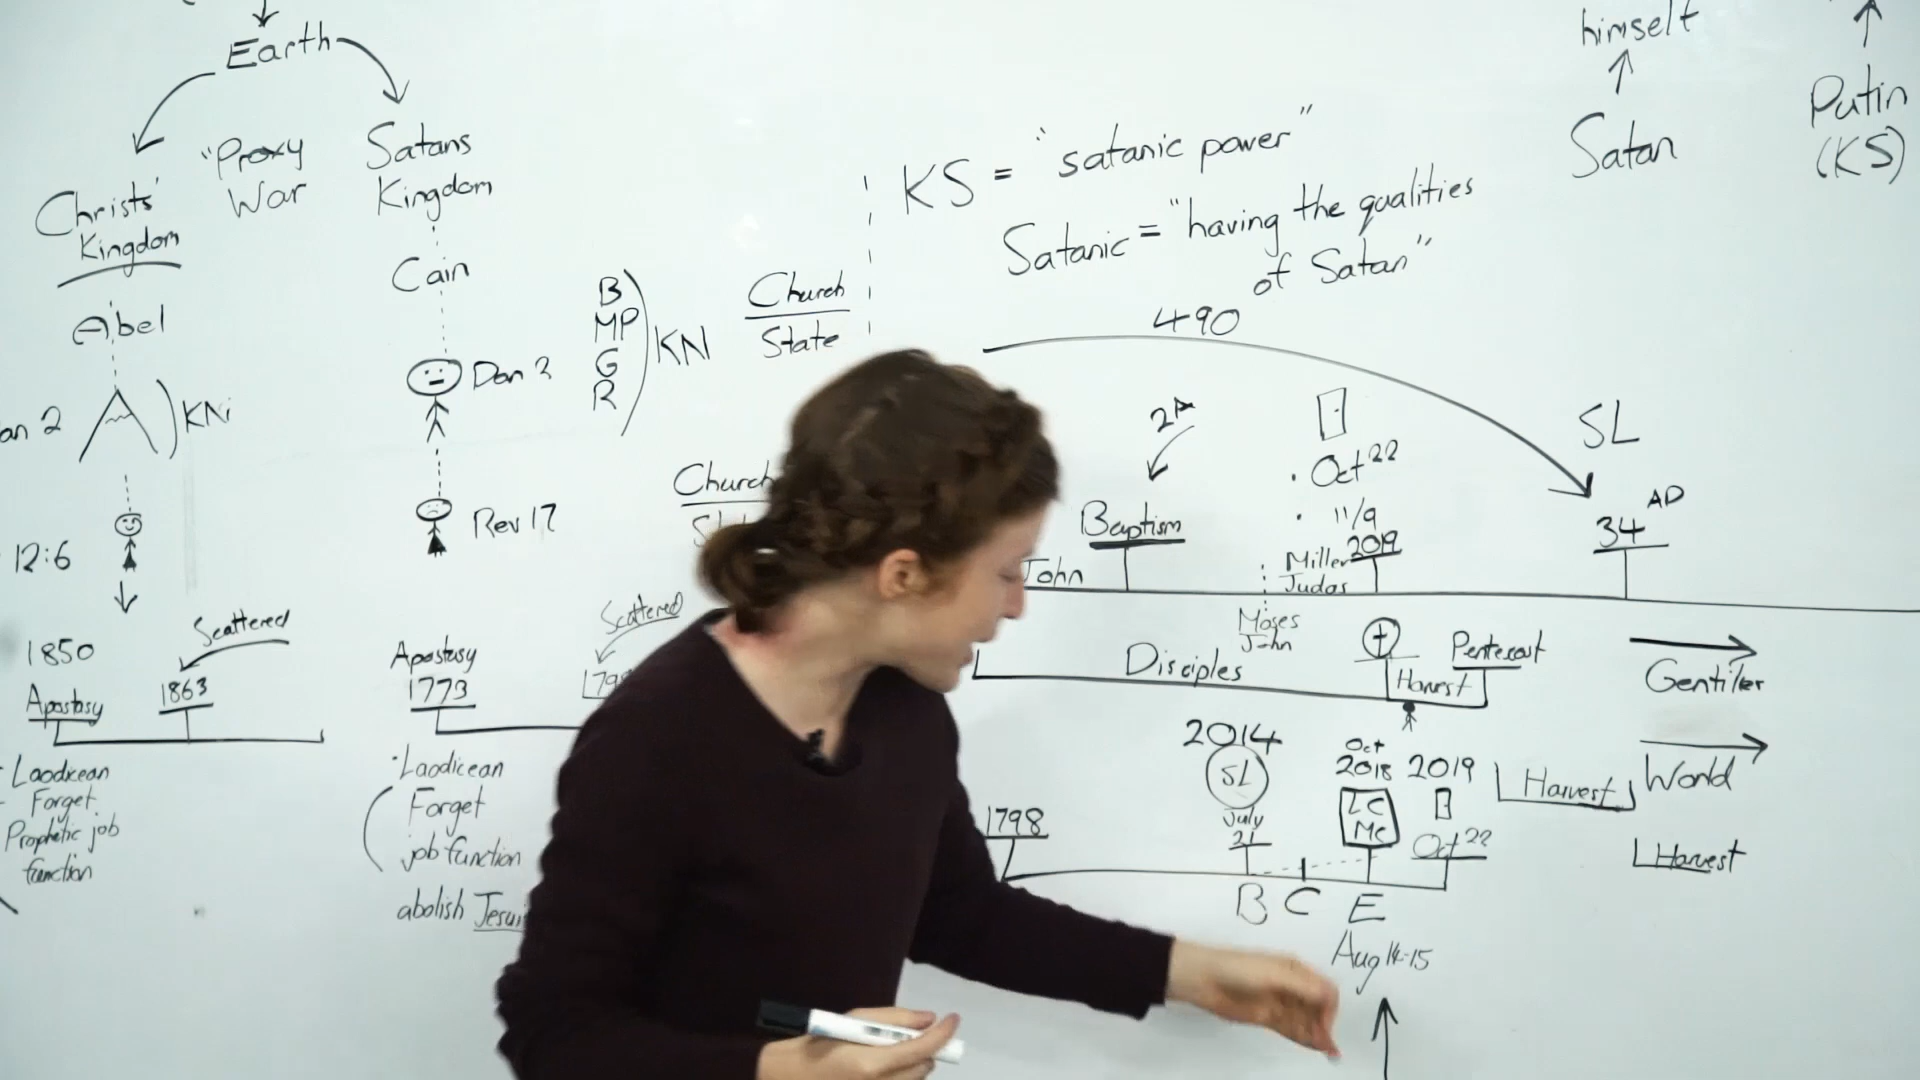 Earth
Christs'
Kingdom
"Proxy
War
Satans
Kingdom
Abel
Cain
Dan 3
KNi
12:6
Rev 17
B
MP
G
R
KN
Church
State
Church
KS = "satanic power"
Satanic = "having the qualities
of Satan"
himself
Satan
Putin
(KS)
1850
Apostasy
Scattered
1863
Laodicean
Forget
Prophetic job
function
Apostasy
1773
Scattered
· Laodicean
Forget
job function
abolish
490
2A
Baptism
John
· Oct 22
· 11/9
2019
Miller
Judas
Moses
John
SL
34 AD
Disciples
Harvest
Pentecost
Gentiles
1798
2014
SL
July
21
Oct
2018
LC
MC
2019
Oct 22
Harvest
World
Harvest
B C E
Aug 14-15